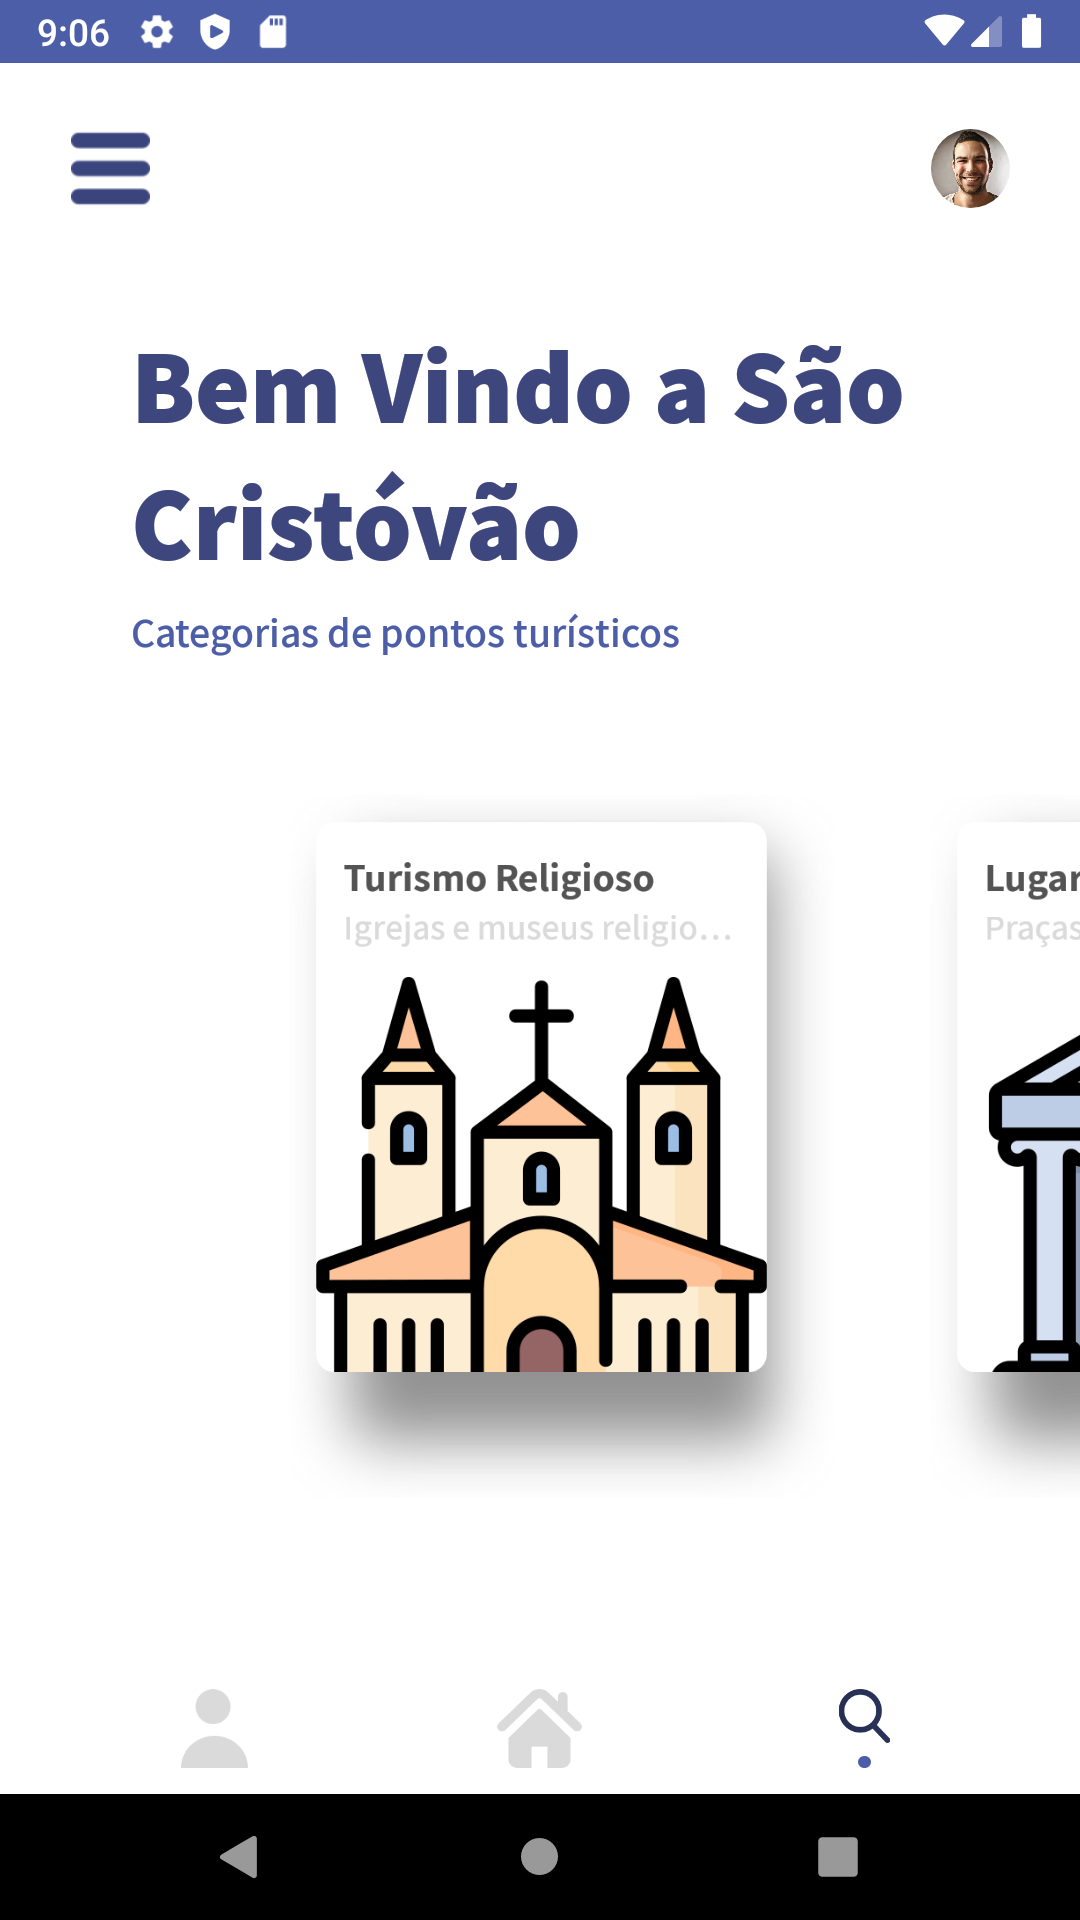 9:06
Bem Vindo a São
Cristóvão
Categorias de pontos turísticos
Turismo Religioso
Igrejas e museus religio...
Lugar
Praças